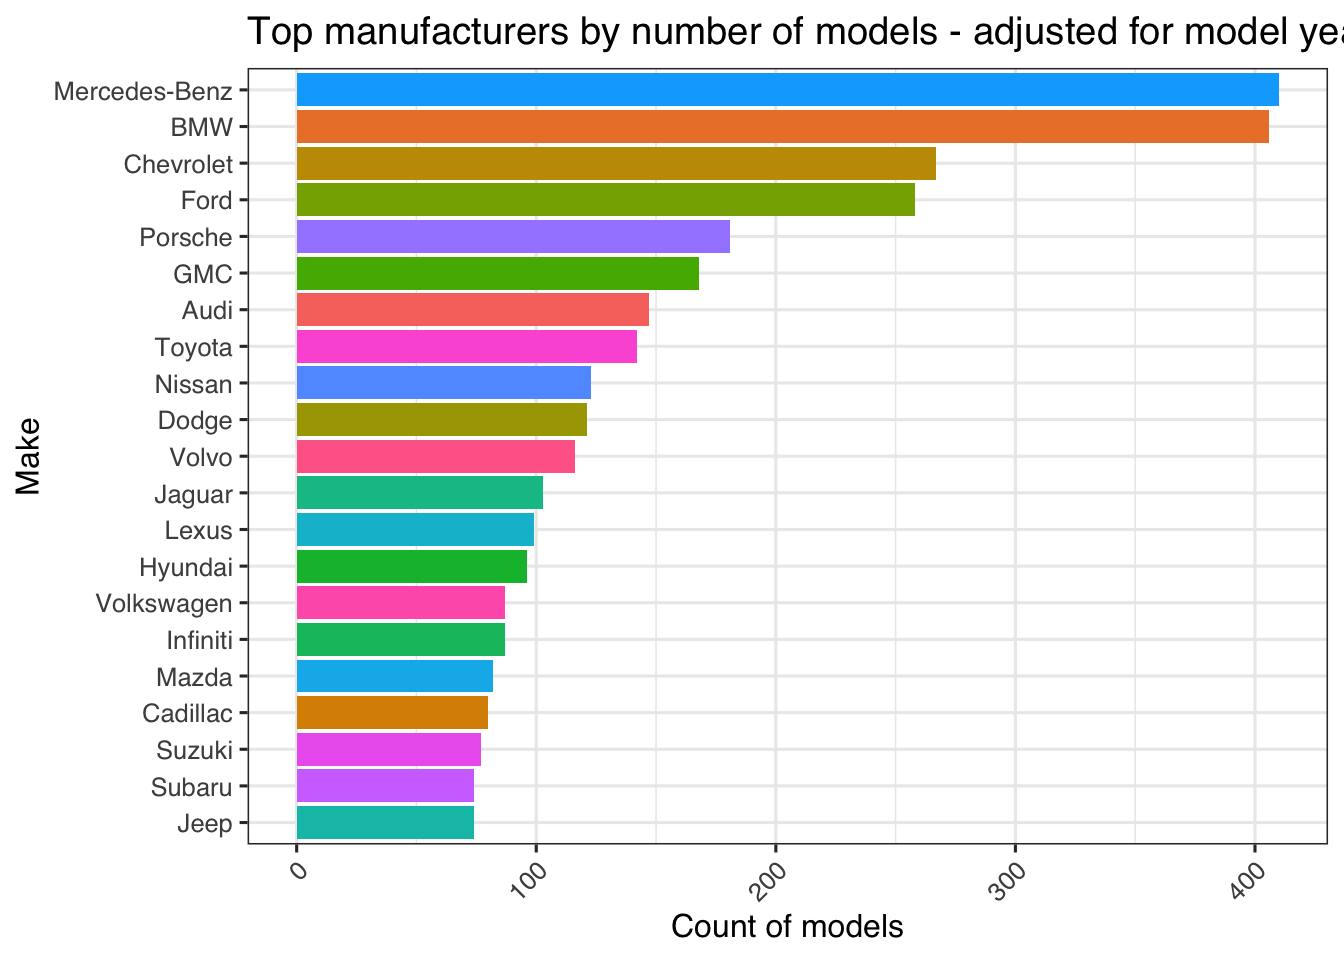 Top manufacturers by number of models - adjusted for model
Mercedes-Benz
BMW
Chevrolet
Ford
Porsche
GMC
Audi
Toyota
Nissan
Dodge
Volvo
Jaguar
Lexus
Hyundai
Volkswagen
Infiniti
Mazda
Cadillac
Suzuki
Subaru
Jeep
Make
0
100
200
300
400
Count of models